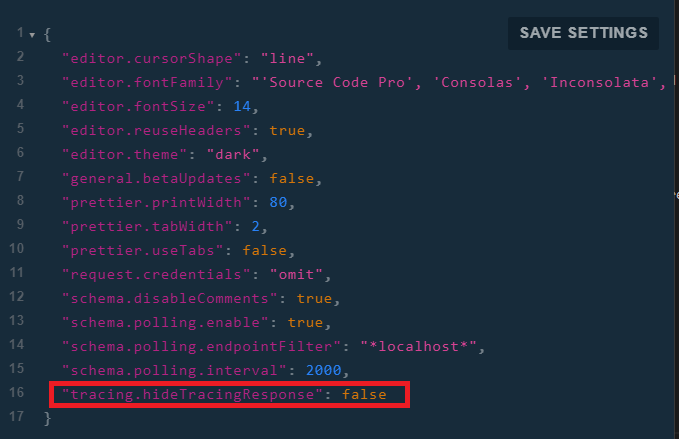 SAVE SETTINGS
1 {
2 "editor.cursorShape": "line",
3 "editor.fontFamily": "'Source Code Pro', 'Consolas', 'Inconsolata',
4 "editor.fontSize": 14,
5 "editor.reuseHeaders": true,
6 "editor.theme": "dark",
7 "general.betaUpdates": false,
8 "prettier.printWidth": 80,
9 "prettier.tabWidth": 2,
10 "prettier.useTabs": false,
11 "request.credentials": "omit",
12 "schema.disableComments": true,
13 "schema.polling.enable": true,
14 "schema.polling.endpointFilter": "*localhost*",
15 "schema.polling.interval": 2000,
16 "tracing.hideTracingResponse": false
17 }